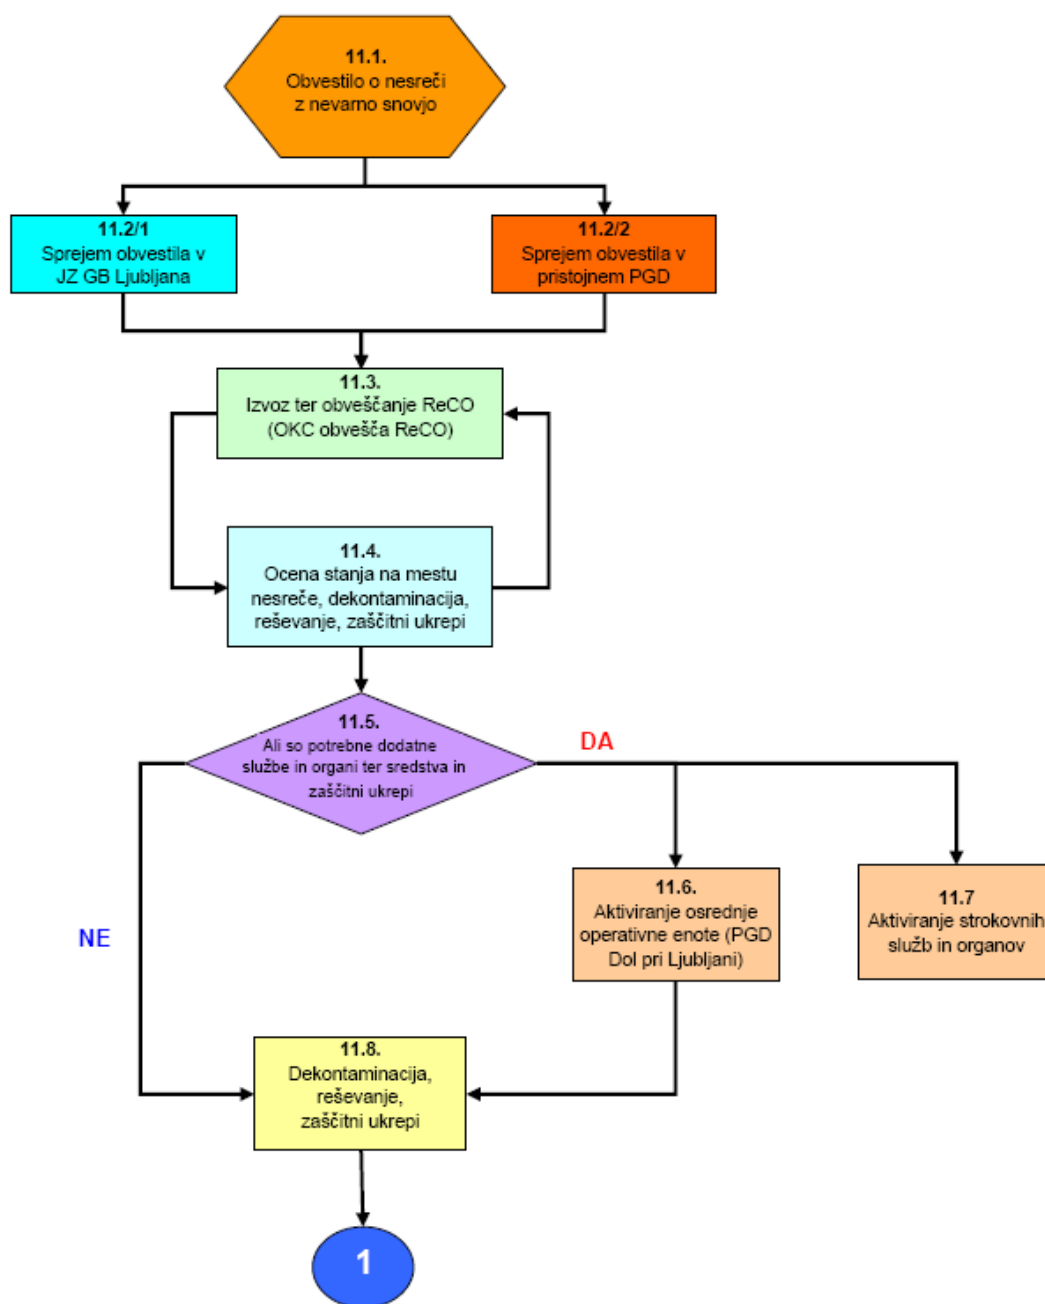 11.1.
Obvestilo o nesreči
z nevarno snovjo
11.2/1
Sprejem obvestila v
JZ GB Ljubljana
11.2/2
Sprejem obvestila v
pristojnem PGD
11.3.
Izvoz ter obveščanje ReCO
(OKC obvešča ReCO)
11.4.
Ocena stanja na mestu
nesreče, dekontaminacija,
reševanje, zaščitni ukrepi
11.5.
Ali so potrebne dodatne
službe in organi ter sredstva in
zaščitni ukrepi
DA
NE
11.6.
Aktiviranje osrednje
operativne enote (PGD
Dol pri Ljubljani)
11.7
Aktiviranje strokovnih
služb in organov
11.8.
Dekontaminacija,
reševanje,
zaščitni ukrepi
1